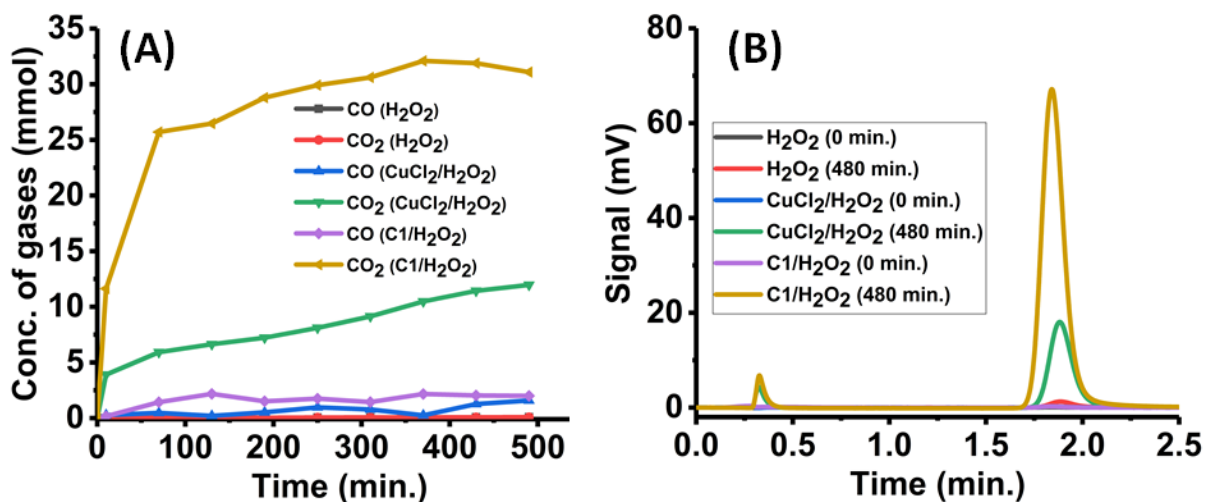 (A)
Conc. of gases (mmol)
35
30
25
20
15
10
5
0
CO (H₂O₂)
CO₂ (H₂O₂)
CO (CuCl₂/H₂O₂)
CO₂ (CuCl₂/H₂O₂)
CO (C1/H₂O₂)
CO₂ (C1/H₂O₂)
0 100 200 300 400 500
Time (min.)
(B)
Signal (mV)
80
60
40
20
0
H₂O₂ (0 min.)
H₂O₂ (480 min.)
CuCl₂/H₂O₂ (0 min.)
CuCl₂/H₂O₂ (480 min.)
C1/H₂O₂ (0 min.)
C1/H₂O₂ (480 min.)
0.0 0.5 1.0 1.5 2.0 2.5
Time (min.)